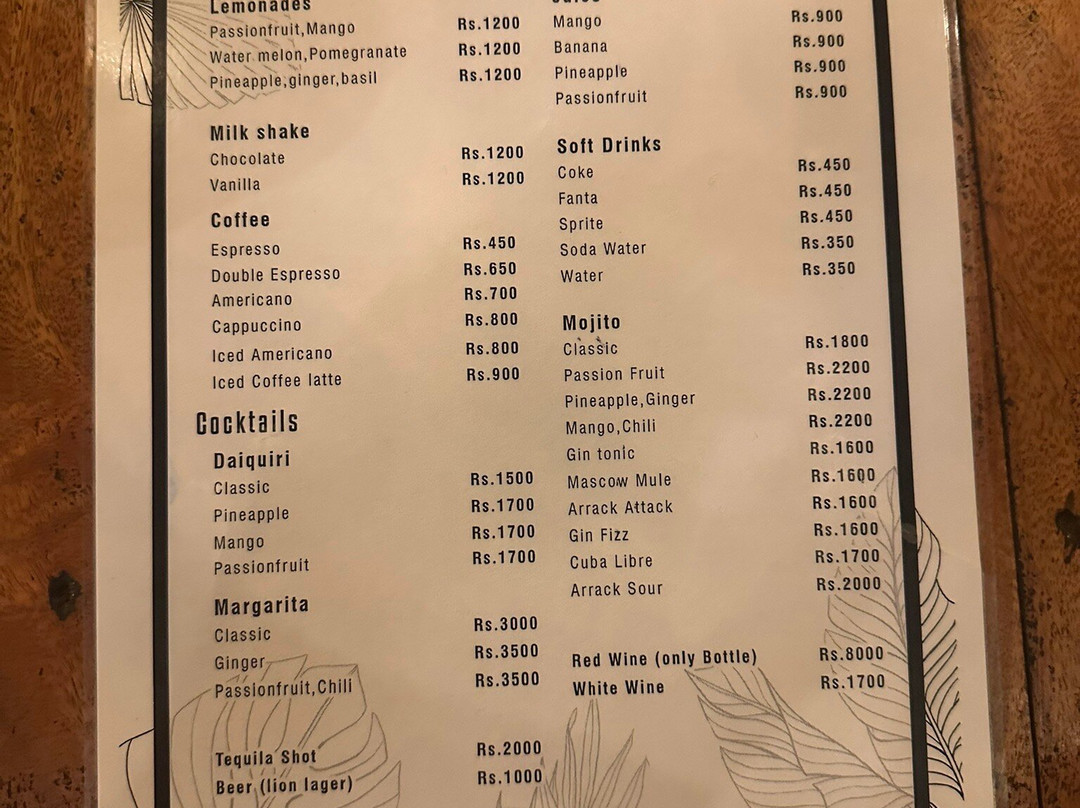 Lemonades
Passionfruit,Mango Rs.1200
Water melon,Pomegranate Rs.1200
Pineapple,ginger,basil Rs.1200
Milk shake
Chocolate Rs.1200
Vanilla Rs.1200
Coffee
Espresso Rs.450
Double Espresso Rs.650
Americano Rs.700
Cappuccino Rs.800
Iced Americano Rs.800
Iced Coffee latte Rs.900
Cocktails
Daiquiri
Classic Rs.1500
Pineapple Rs.1700
Mango Rs.1700
Passionfruit Rs.1700
Margarita
Classic Rs.3000
Ginger Rs.3500
Passionfruit,Chili Rs.3500
Tequila Shot Rs.2000
Beer (lion lager) Rs.1000
Mango Rs.900
Banana Rs.900
Pineapple Rs.900
Passionfruit Rs.900
Soft Drinks
Coke Rs.450
Fanta Rs.450
Sprite Rs.450
Soda Water Rs.350
Water Rs.350
Mojito
Classic Rs.1800
Passion Fruit Rs.2200
Pineapple,Ginger Rs.2200
Mango,Chili Rs.2200
Gin tonic Rs.1600
Mascow Mule Rs.1600
Arrack Attack Rs.1600
Gin Fizz Rs.1600
Cuba Libre Rs.1700
Arrack Sour Rs.2000
Red Wine (only Bottle) Rs.8000
White Wine Rs.1700